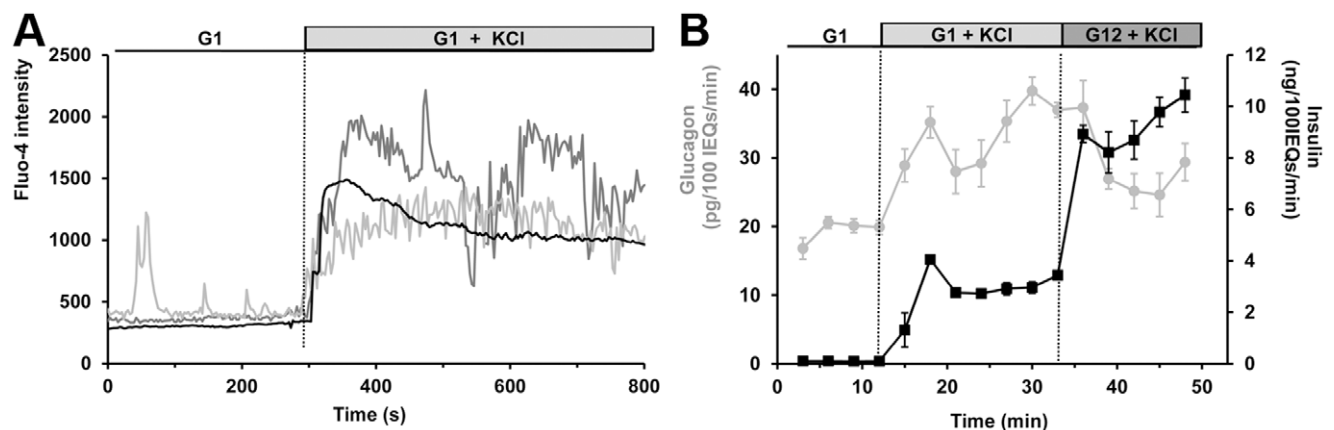 A
G1
G1 + KCl
Fluo-4 intensity
2500
2000
1500
1000
500
0
0
200
400
600
800
Time (s)
B
G1
G1 + KCl
G12 + KCl
Glucagon
(pg/100 IEQs/min)
40
30
20
10
0
12
10
8
6
4
2
0
Insulin
(ng/100IEQs/min)
0
10
20
30
40
50
Time (min)